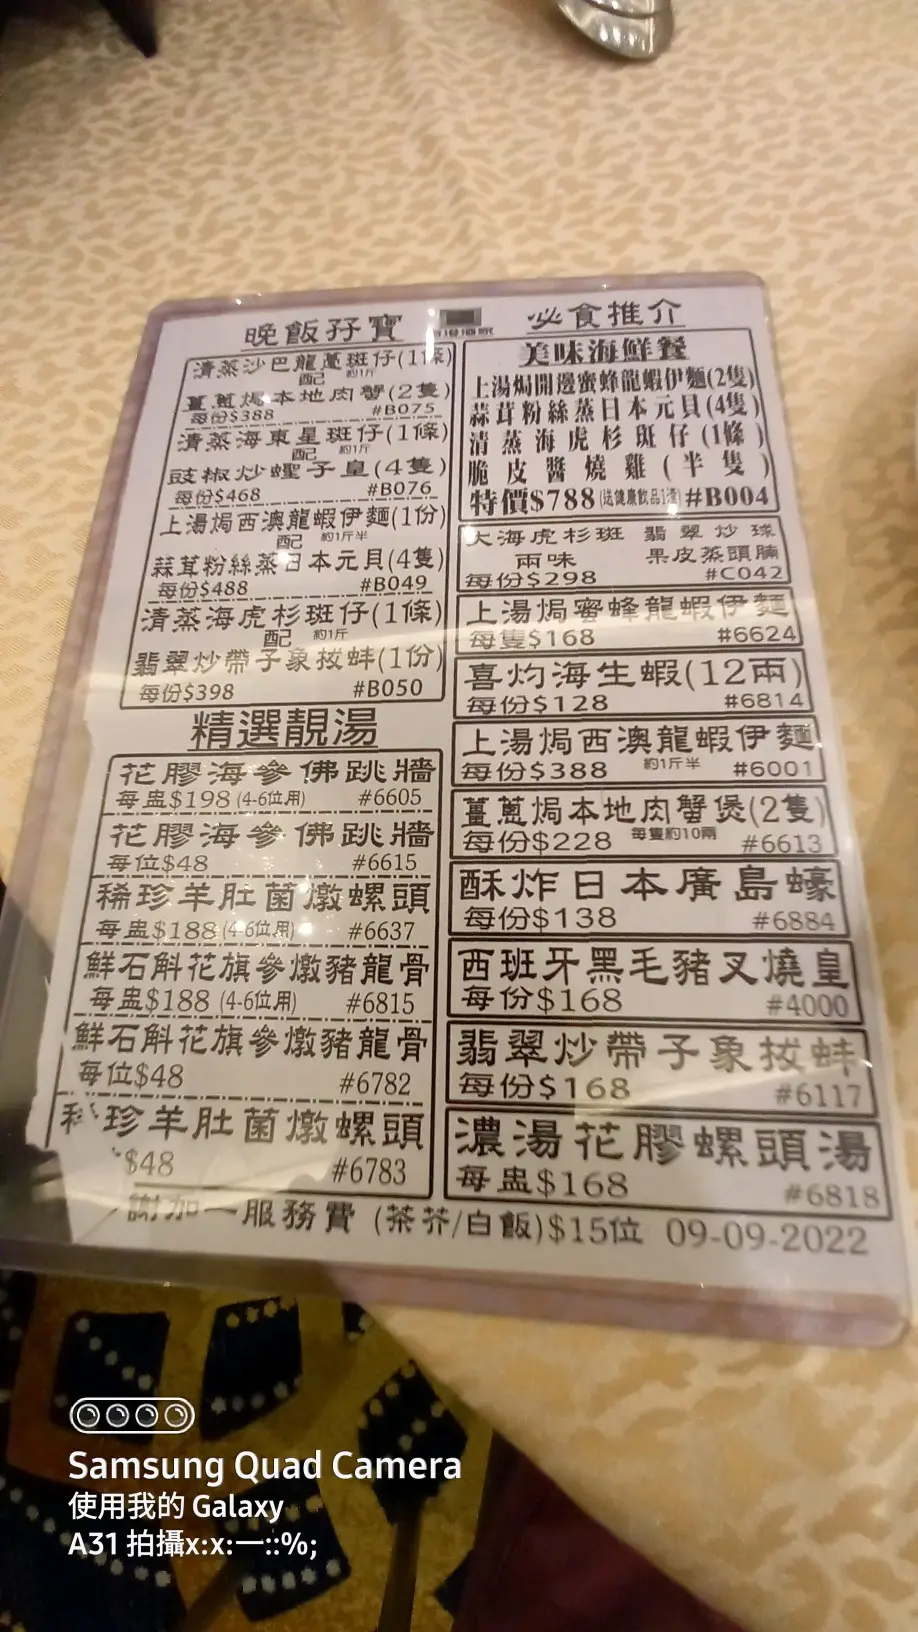 晚飯孖寶
清蒸沙巴龍躉斑仔(1條)
配 約1斤
薑蔥焗本地肉蟹(2隻)
每份$388 #B075
清蒸海東星斑仔(1條)
配 約1斤
豉椒炒蟶子皇(4隻)
每份$468 #B076
上湯焗西澳龍蝦伊麵(1份)
配 約1斤半
蒜茸粉絲蒸日本元貝(4隻)
每份$488 #B049
清蒸海虎杉斑仔(1條)
配 約1斤
翡翠炒帶子象拔蚌(1份)
每份$398 #B050
精選靚湯
花膠海參佛跳牆
每盅$198 (4-6位用) #6605
花膠海參佛跳牆
每位$48 #6615
稀珍羊肚菌燉螺頭
每盅$188 (4-6位用) #6637
鮮石斛花旗參燉豬龍骨
每盅$188 (4-6位用) #6815
鮮石斛花旗參燉豬龍骨
每位$48 #6782
稀珍羊肚菌燉螺頭
$48 #6783
必食推介
美味海鮮餐
上湯焗開邊蜜蜂龍蝦伊麵(2隻)
蒜茸粉絲蒸日本元貝(4隻)
清蒸海虎杉斑仔(1條)
脆皮醬燒雞(半隻)
特價$788(送健康飲品1渣) #B004
大海虎杉斑 翡翠炒球
兩味 果皮蒸頭腩
每份$298 #C042
上湯焗蜜蜂龍蝦伊麵
每隻$168 #6624
喜灼海生蝦(12兩)
每份$128 #6814
上湯焗西澳龍蝦伊麵
每份$388 約1斤半 #6001
薑蔥焗本地肉蟹煲(2隻)
每份$228 每隻約10兩 #6613
酥炸日本廣島蠔
每份$138 #6884
西班牙黑毛豬叉燒皇
每份$168 #4000
翡翠炒帶子象拔蚌
每份$168 #6117
濃湯花膠螺頭湯
每盅$168 #6818
謝加一服務費 (茶芥/白飯)$15位 09-09-2022
Samsung Quad Camera
使用我的 Galaxy
A31 拍攝x:x:一::%;